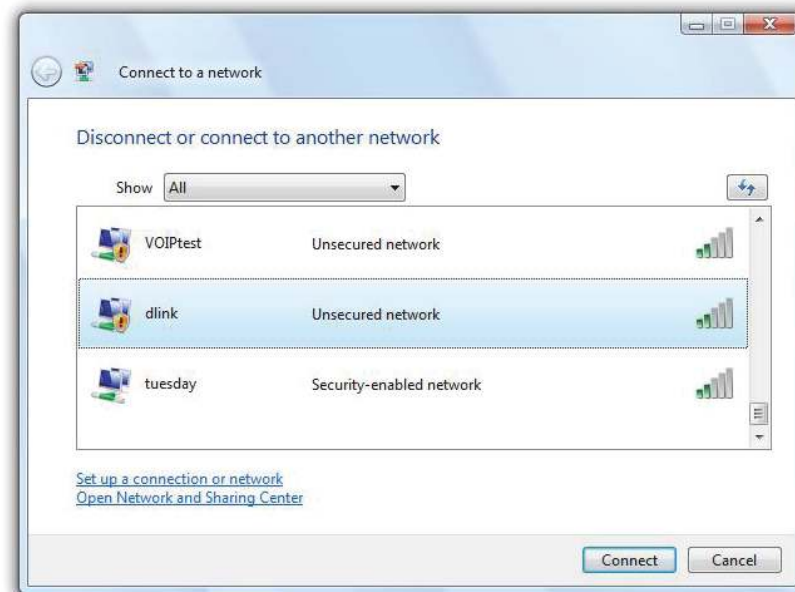 Connect to a network
Disconnect or connect to another network
Show All
VOIPtest Unsecured network
dlink Unsecured network
tuesday Security-enabled network
Set up a connection or network
Open Network and Sharing Center
Connect Cancel